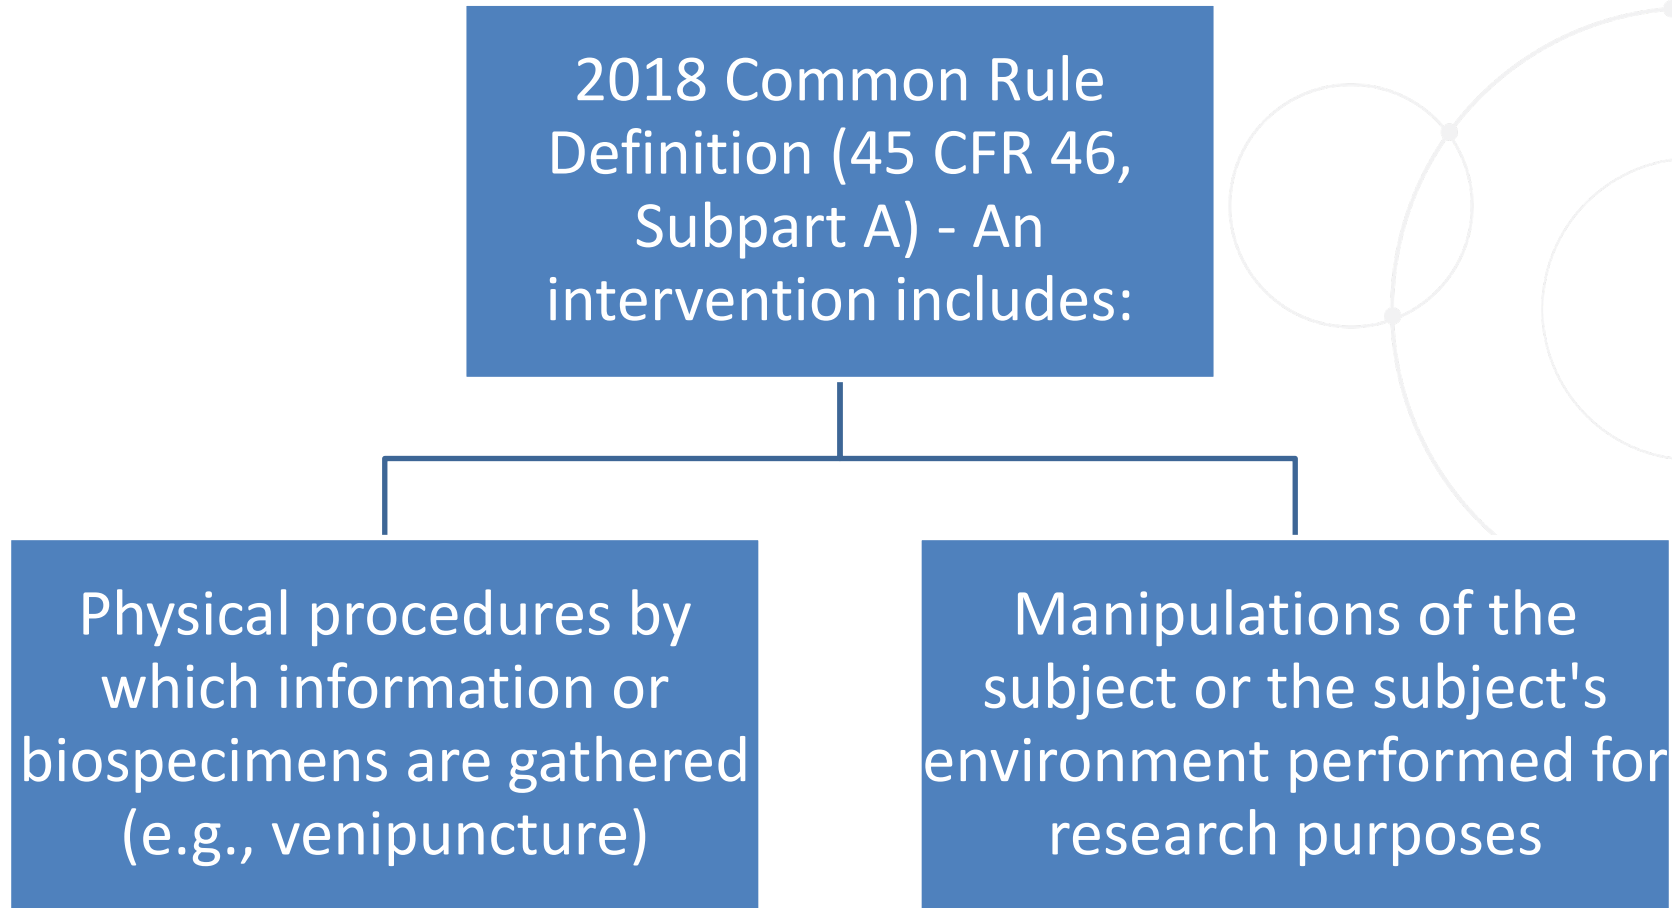 2018 Common Rule
Definition (45 CFR 46,
Subpart A) - An
intervention includes:
Physical procedures by
which information or
biospecimens are gathered
(e.g., venipuncture)
Manipulations of the
subject or the subject's
environment performed for
research purposes